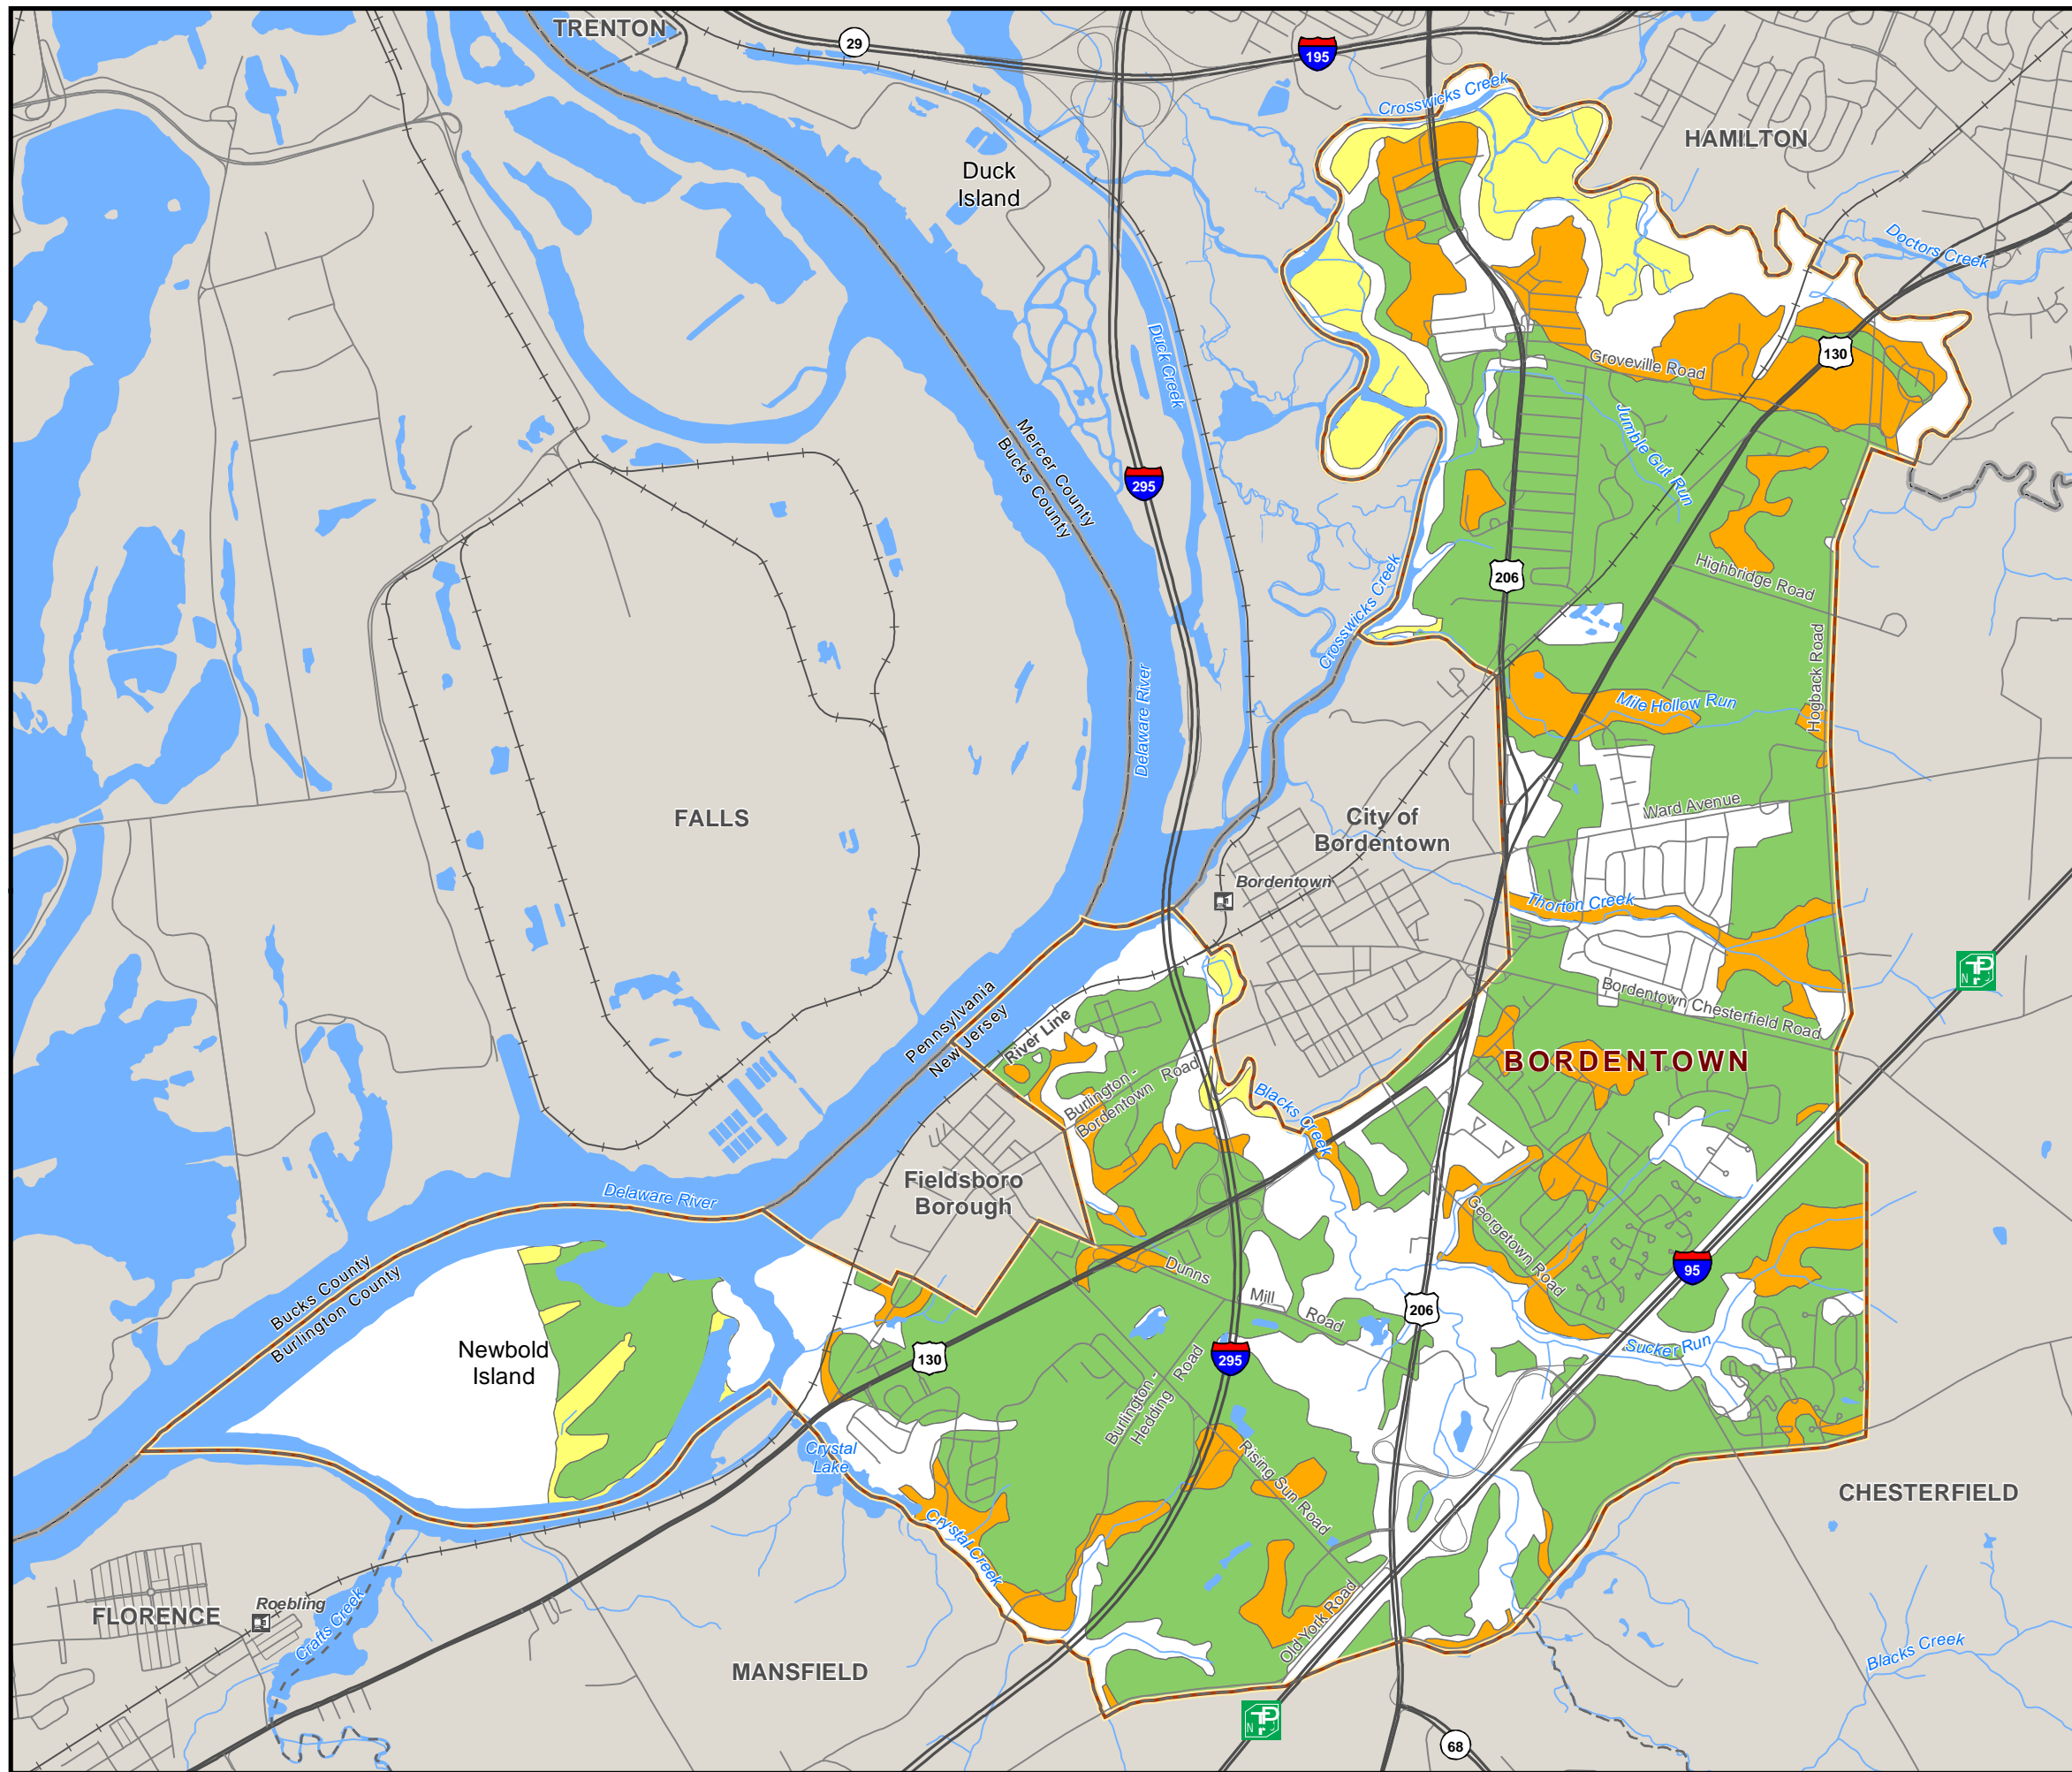 TRENTON
29
195
Crosswicks Creek
HAMILTON
Duck
Island
Doctors Creek
Duck Creek
130
Groveville Road
Jumble Gut Run
Mercer County
Bucks County
295
Highbridge Road
206
Crosswicks Creek
Hogback Road
Delaware River
Mile Hollow Run
FALLS
Ward Avenue
City of
Bordentown
Bordentown
Thorton Creek
Bordentown Chesterfield Road
N TP r
Pennsylvania
New Jersey
River Line
BORDENTOWN
Burlington -
Bordentown Road
Blacks Creek
Fieldsboro
Borough
Delaware River
Georgetown Road
Dunns
Mill
Road
95
Bucks County
Burlington County
206
Newbold
Island
130
295
Sucker Run
Burlington -
Hedding Road
Crystal
Lake
Rising Sun Road
CHESTERFIELD
Crystal Creek
Old York Road
FLORENCE
Roebling
Crafts Creek
MANSFIELD
Blacks Creek
N TP r
68